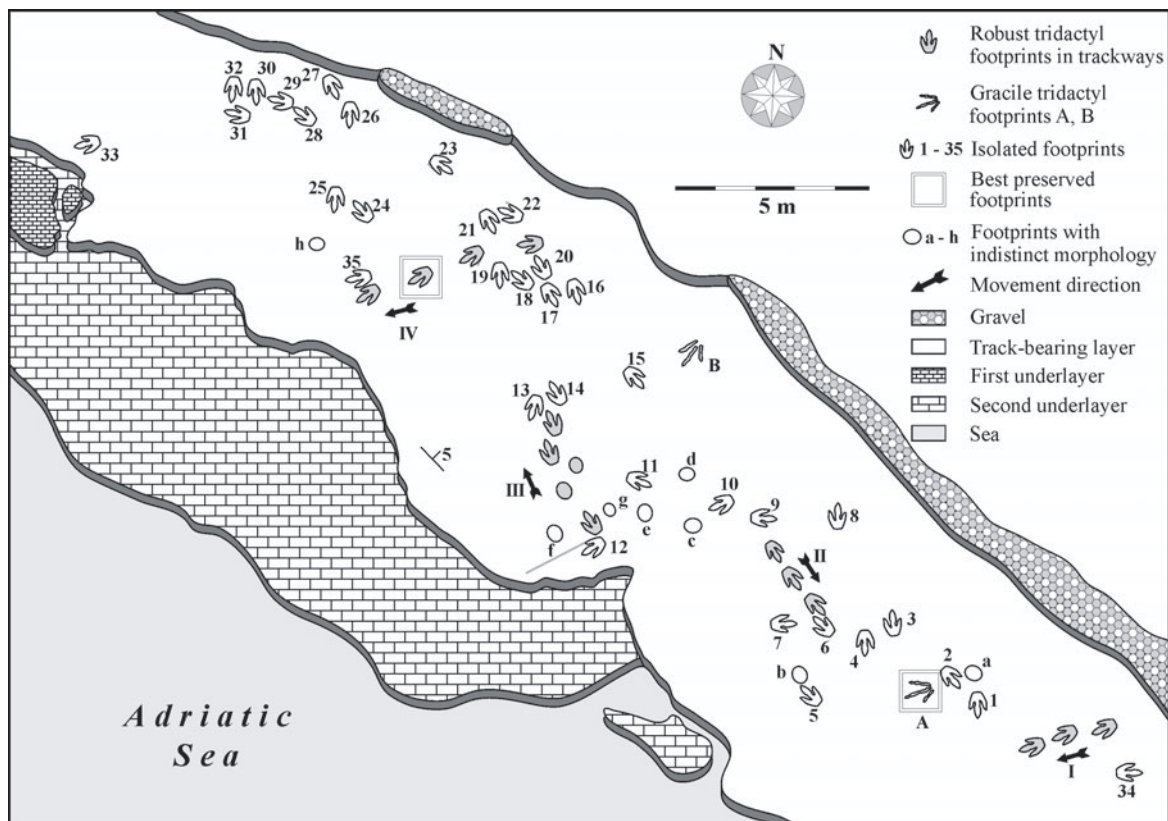 N
5 m
Robust tridactyl
footprints in trackways
Gracile tridactyl
footprints A, B
1 - 35 Isolated footprints
Best preserved
footprints
a - h Footprints with
indistinct morphology
Movement direction
Gravel
Track-bearing layer
First underlayer
Second underlayer
Sea
32 30 29 27
31 28 26
33
23
25 24
22
21
h
20
35
19 18 16
17
IV
15 B
13 14
5
11 d
10
III
g 9 8
e c
f
12
II
3
7 6 4
2 a
b
5 1
A
I
34
Adriatic
Sea